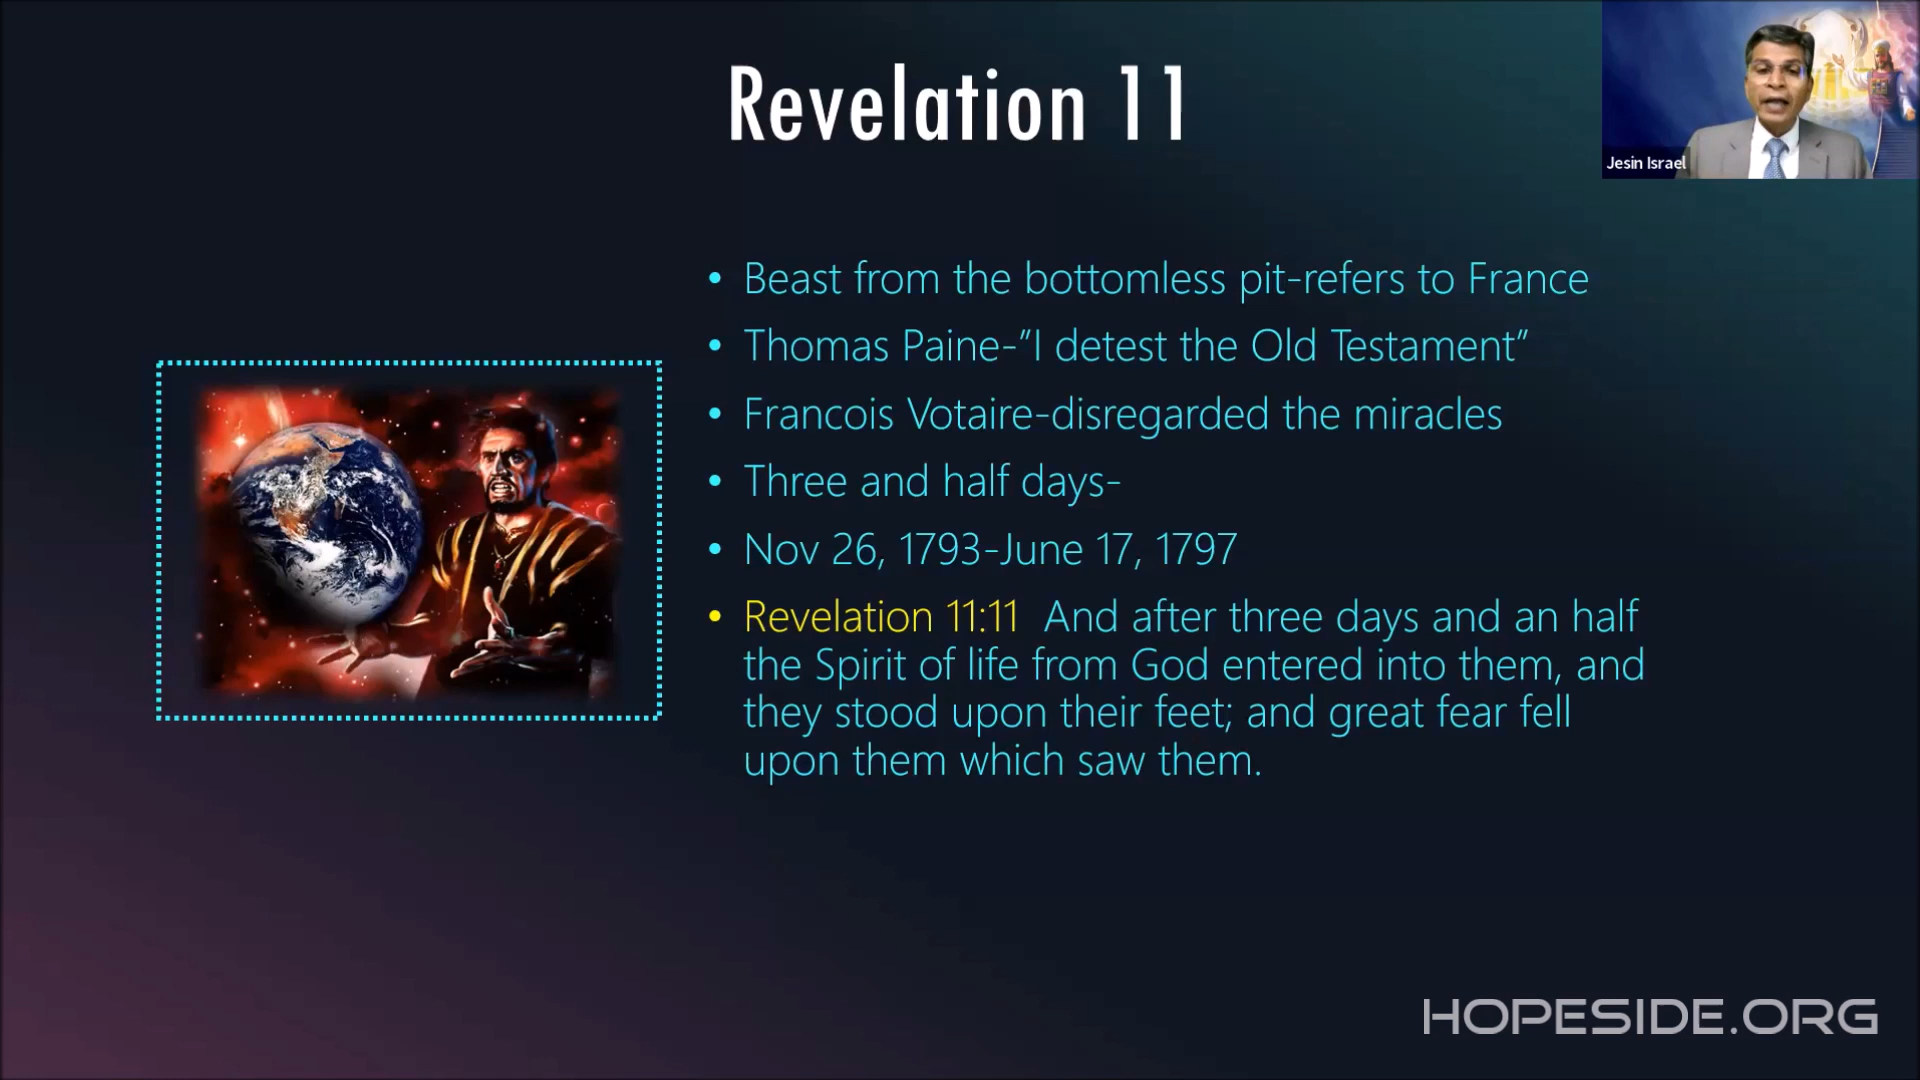 Revelation 11
Jesin Israel
• Beast from the bottomless pit-refers to France
• Thomas Paine-"I detest the Old Testament"
• Francois Votaire-disregarded the miracles
• Three and half days-
• Nov 26, 1793-June 17, 1797
• Revelation 11:11 And after three days and an half
the Spirit of life from God entered into them, and
they stood upon their feet; and great fear fell
upon them which saw them.
HOPESIDE.ORG